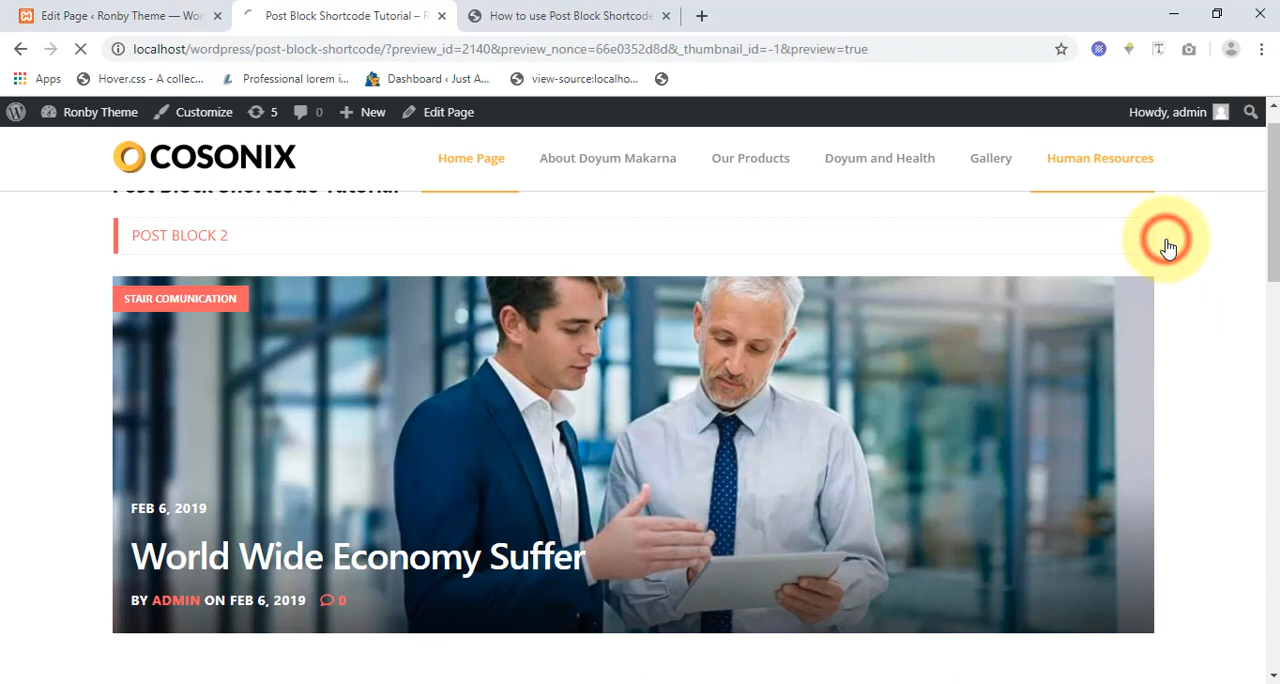 Edit Page ‹ Ronby Theme — Wor
Post Block Shortcode Tutorial – R
How to use Post Block Shortcode
localhost/wordpress/post-block-shortcode/?preview_id=2140&preview_nonce=66e0352d8d&_thumbnail_id=-1&preview=true
Apps
Hover.css - A collec...
Professional lorem i...
Dashboard ‹ Just A...
view-source:localho...
Ronby Theme
Customize
5
0
New
Edit Page
Howdy, admin
COSONIX
Home Page
About Doyum Makarna
Our Products
Doyum and Health
Gallery
Human Resources
Post Block Shortcode Tutorial
POST BLOCK 2
STAIR COMUNICATION
FEB 6, 2019
World Wide Economy Suffer
BY ADMIN ON FEB 6, 2019 0